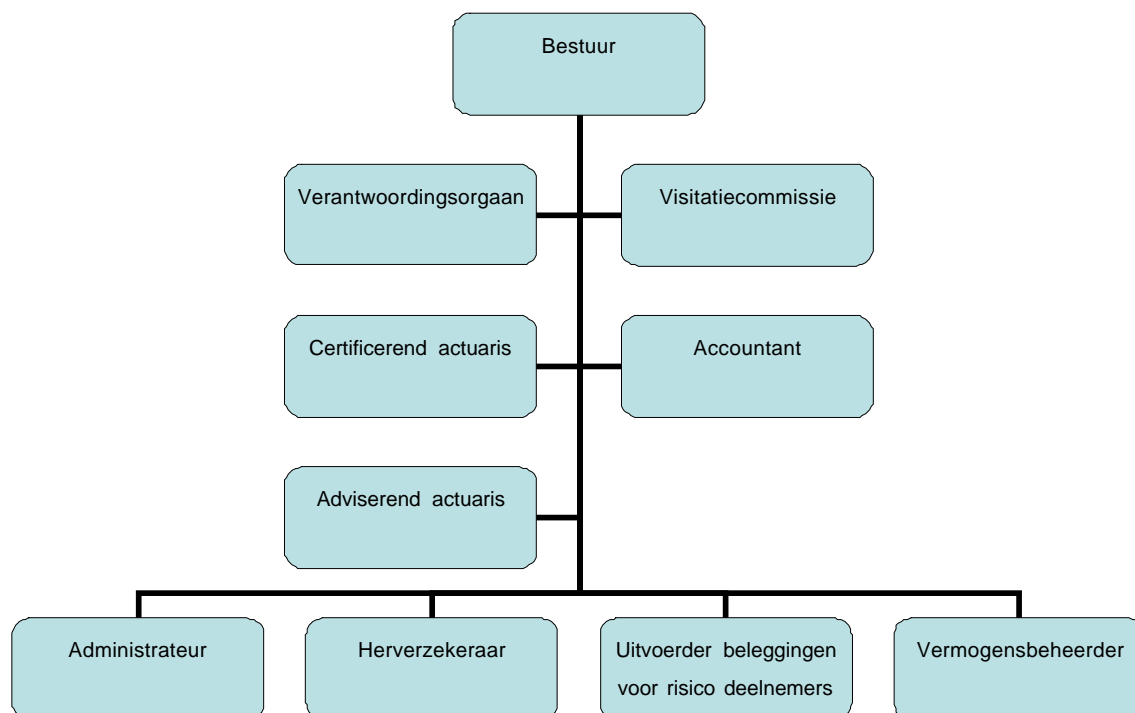 Bestuur
Verantwoordingsorgaan
Visitatiecommissie
Certificerend actuaris
Accountant
Adviserend actuaris
Administrateur
Herverzekeraar
Uitvoerder beleggingen
voor risico deelnemers
Vermogensbeheerder